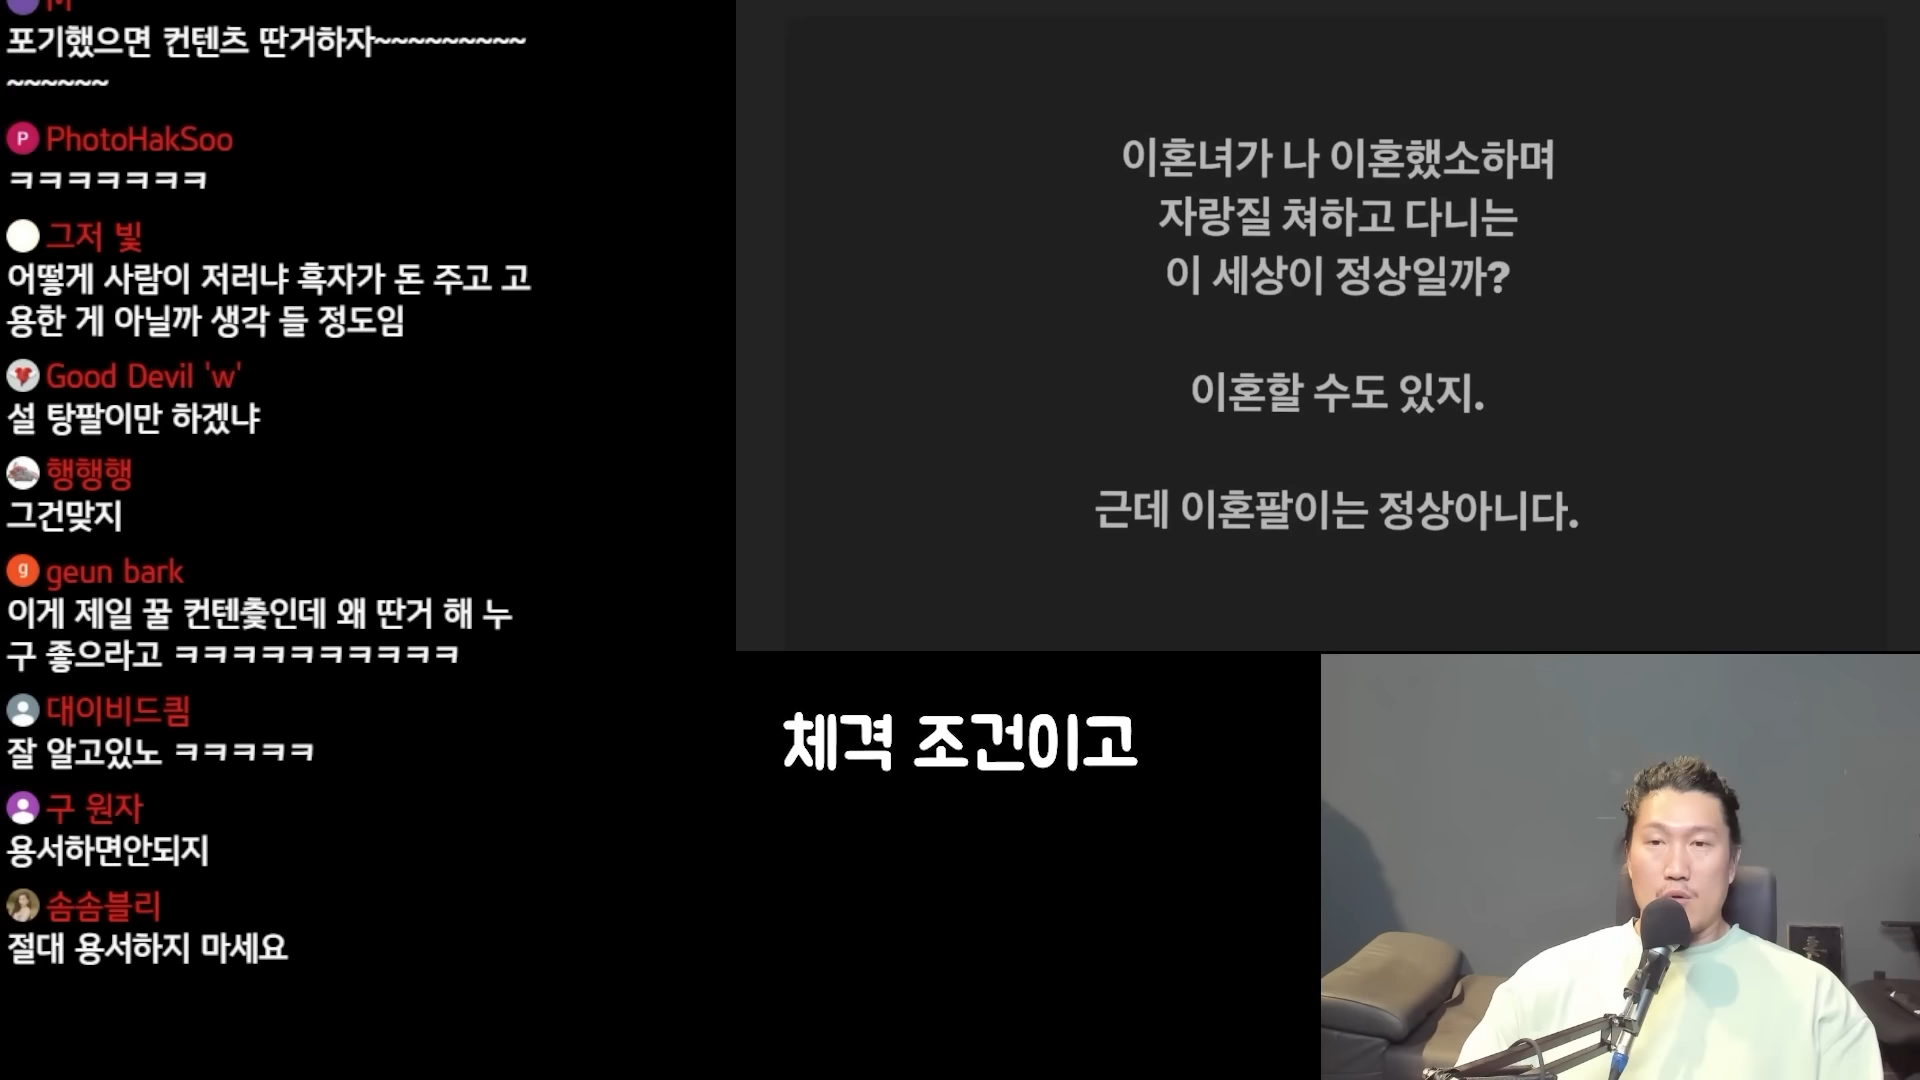 M
포기했으면 컨텐츠 딴거하자~~~~~~~~~
~~~~~~
PhotoHakSoo
ㅋㅋㅋㅋㅋㅋㅋ
그저 빛
어떻게 사람이 저러냐 흑자가 돈 주고 고
용한 게 아닐까 생각 들 정도임
Good Devil 'w'
설 탕팔이만 하겠냐
행행행
그건맞지
geun bark
이게 제일 꿀 컨텐츛인데 왜 딴거 해 누
구 좋으라고 ㅋㅋㅋㅋㅋㅋㅋㅋㅋㅋ
대이비드큄
잘 알고있노 ㅋㅋㅋㅋㅋ
구 원자
용서하면안되지
솜솜블리
절대 용서하지 마세요
이혼녀가 나 이혼했소하며
자랑질 쳐하고 다니는
이 세상이 정상일까?
이혼할 수도 있지.
근데 이혼팔이는 정상아니다.
체격 조건이고